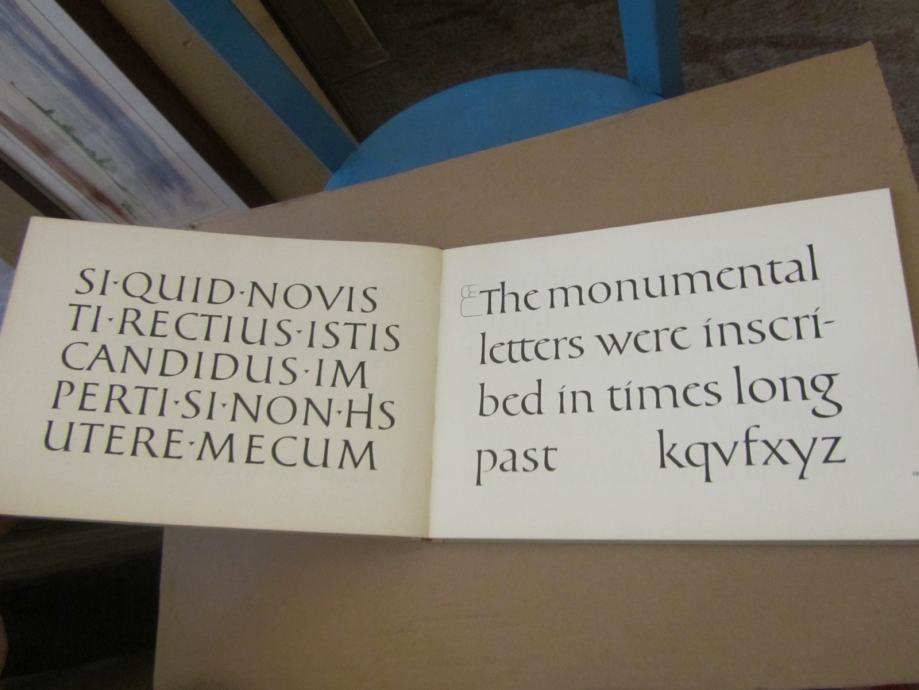 SI·QUID·NOVIS
TI·RECTIUS·ISTIS
CANDIDUS·IM
PERTI·SI·NON·HS
UTERE·MECUM
The monumental
letters were inscri-
bed in times long
past kqvfxyz